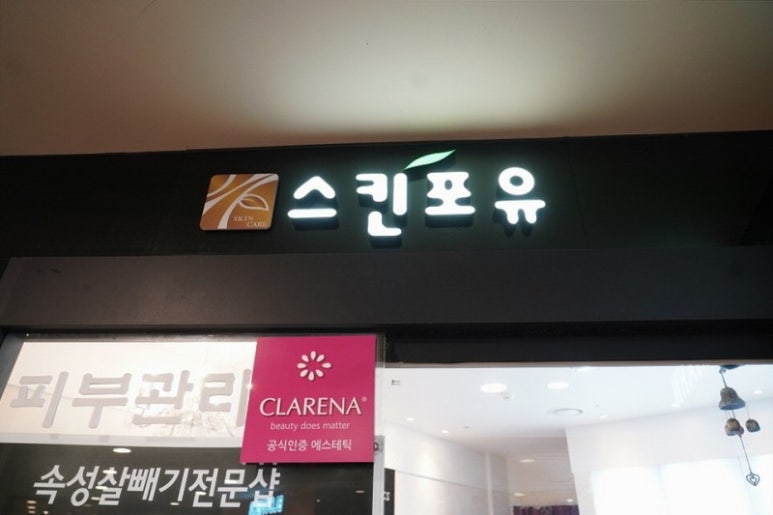 SKIN
CARE
스킨포유
피부관리
CLARENA®
beauty does matter
공식인증 에스테틱
속성찰빼기전문샵